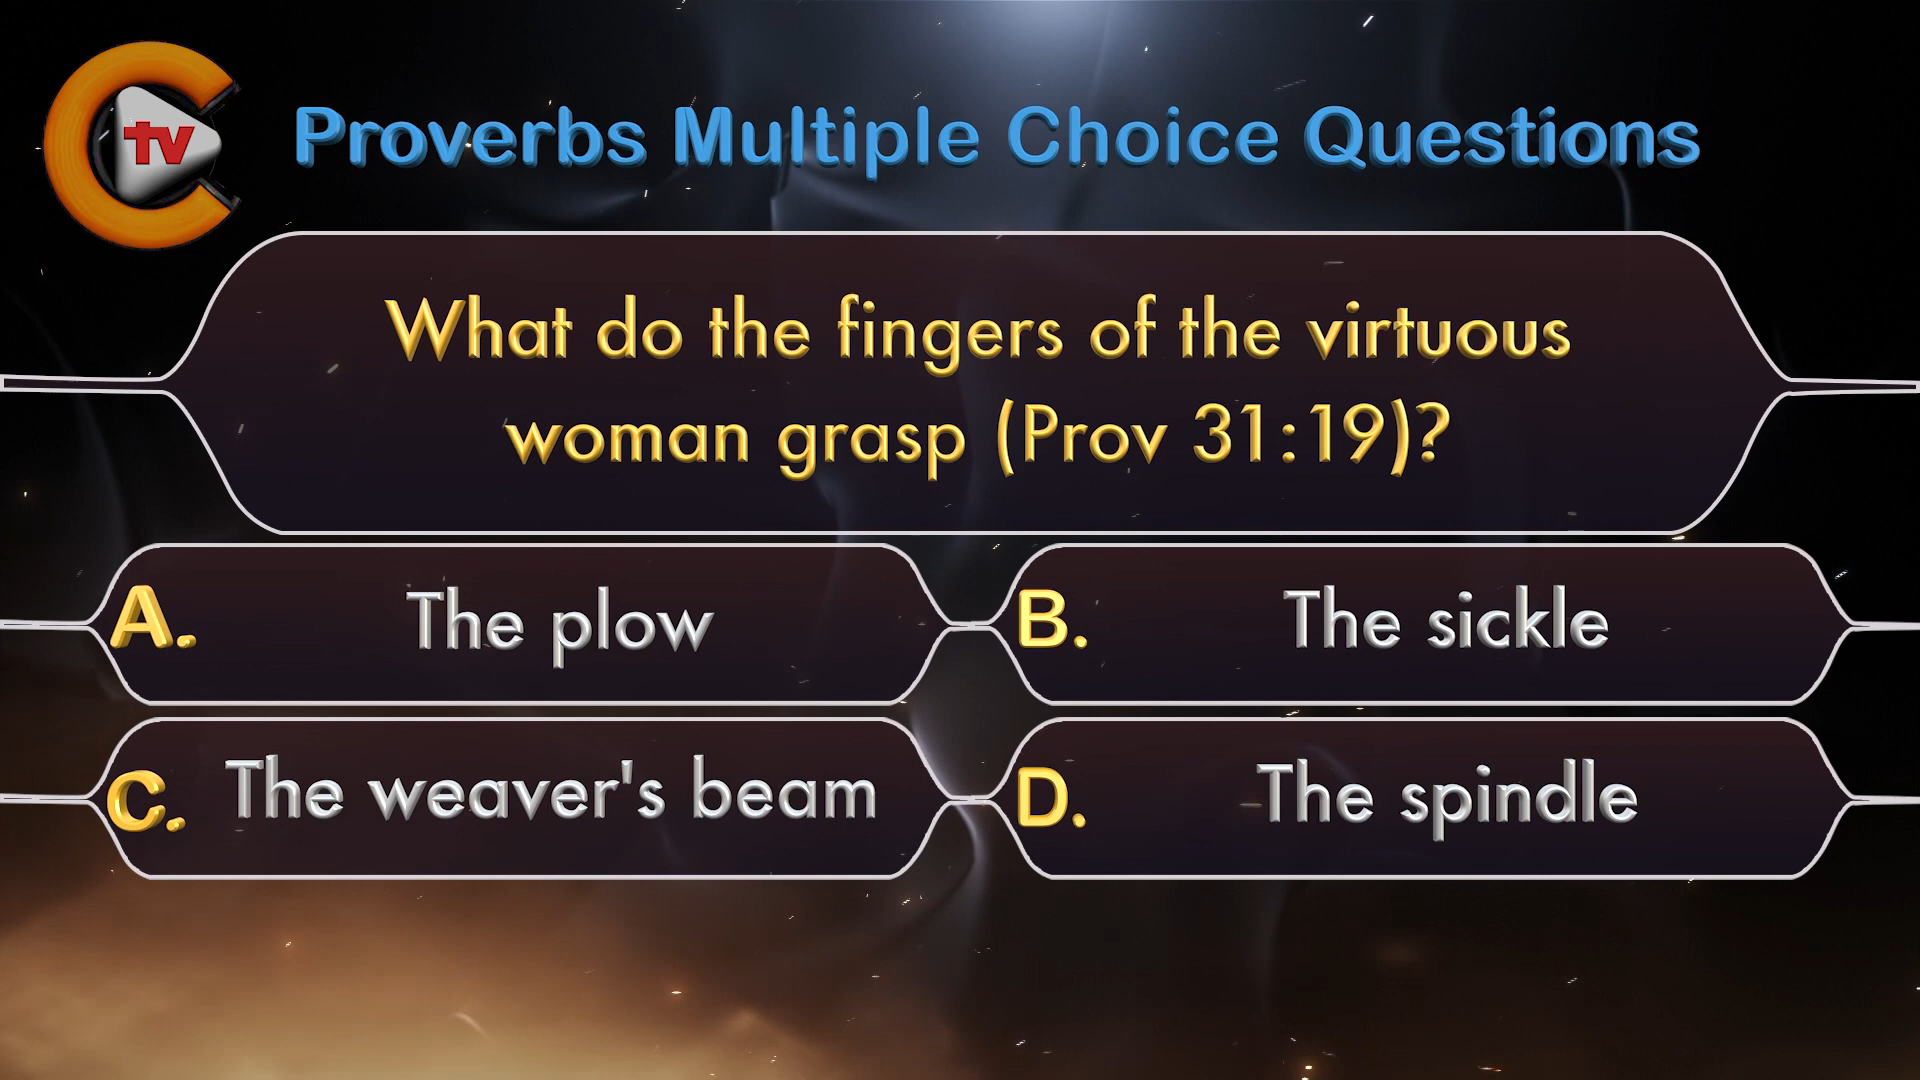 tv
Proverbs Multiple Choice Questions
What do the fingers of the virtuous
woman grasp (Prov 31:19)?
A. The plow
B. The sickle
C. The weaver's beam
D. The spindle